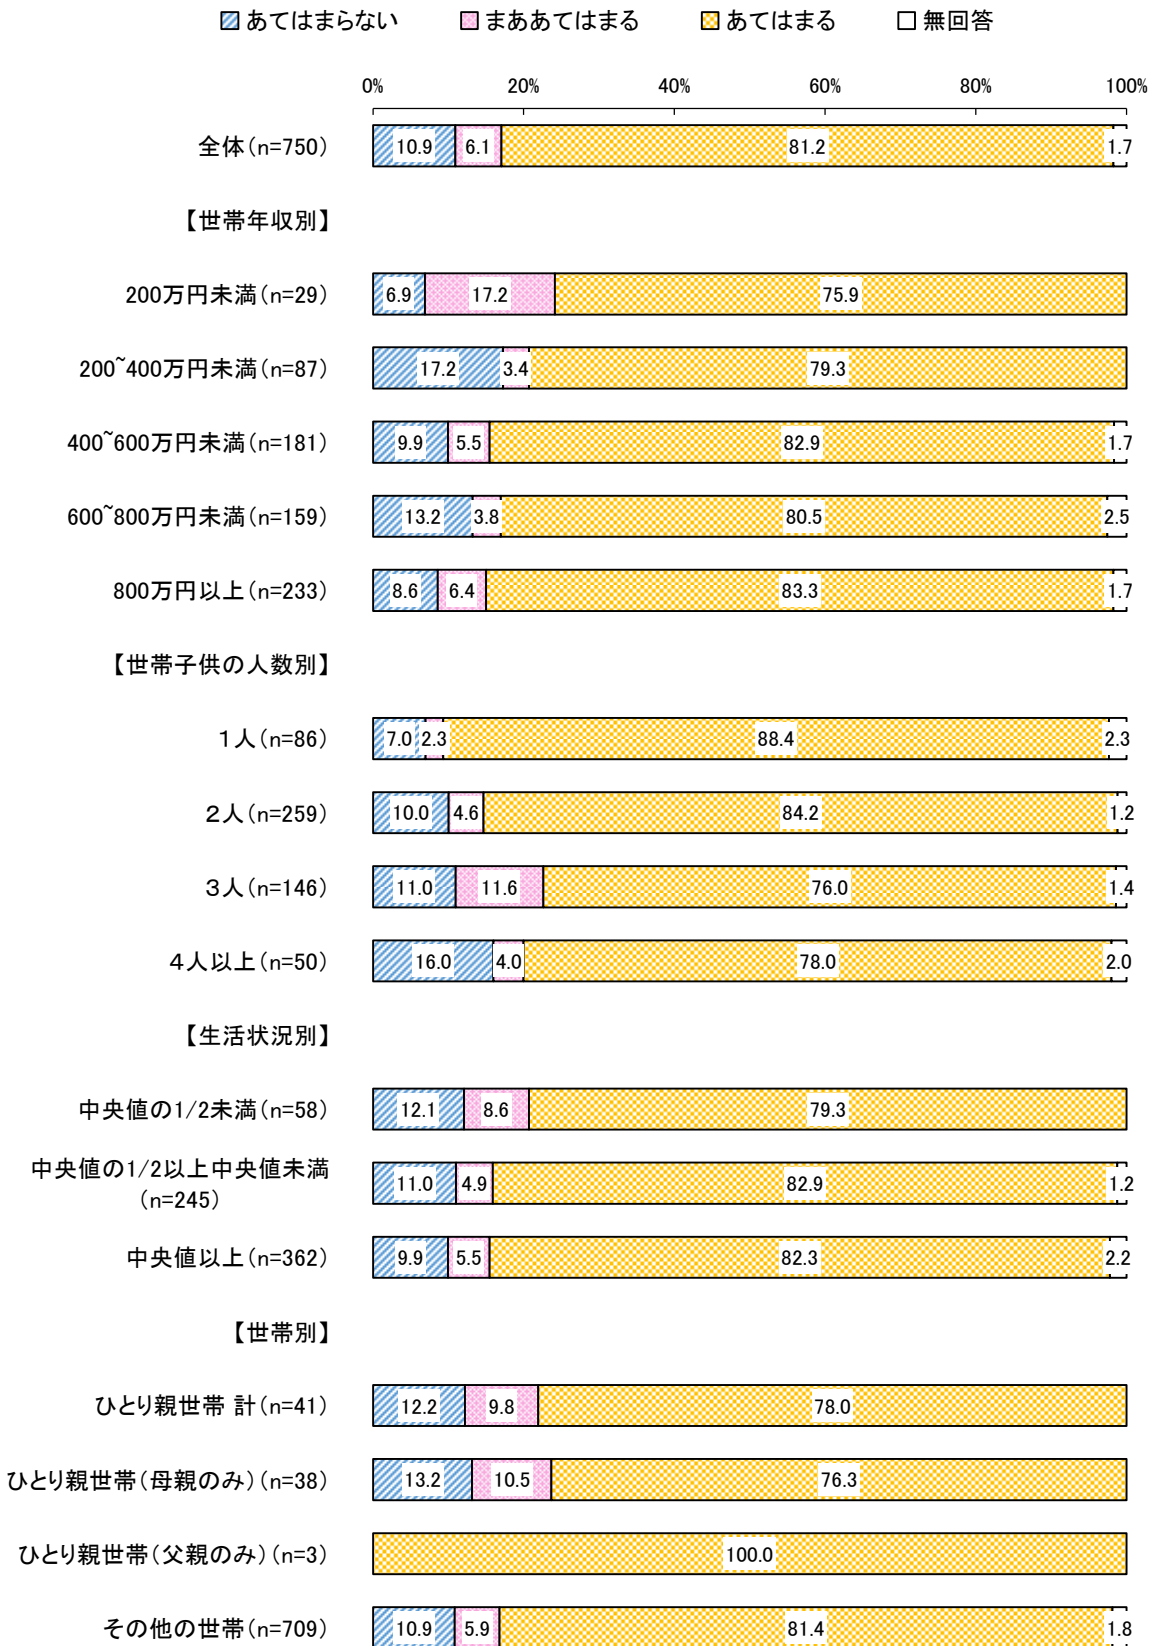 あてはまらない まああてはまる あてはまる 無回答
0% 20% 40% 60% 80% 100%
全体(n=750) 10.9 6.1 81.2 1.7
【世帯年収別】
200万円未満(n=29) 6.9 17.2 75.9
200~400万円未満(n=87) 17.2 3.4 79.3
400~600万円未満(n=181) 9.9 5.5 82.9 1.7
600~800万円未満(n=159) 13.2 3.8 80.5 2.5
800万円以上(n=233) 8.6 6.4 83.3 1.7
【世帯子供の人数別】
1人(n=86) 7.0 2.3 88.4 2.3
2人(n=259) 10.0 4.6 84.2 1.2
3人(n=146) 11.0 11.6 76.0 1.4
4人以上(n=50) 16.0 4.0 78.0 2.0
【生活状況別】
中央値の1/2未満(n=58) 12.1 8.6 79.3
中央値の1/2以上中央値未満
(n=245) 11.0 4.9 82.9 1.2
中央値以上(n=362) 9.9 5.5 82.3 2.2
【世帯別】
ひとり親世帯 計(n=41) 12.2 9.8 78.0
ひとり親世帯(母親のみ)(n=38) 13.2 10.5 76.3
ひとり親世帯(父親のみ)(n=3) 100.0
その他の世帯(n=709) 10.9 5.9 81.4 1.8